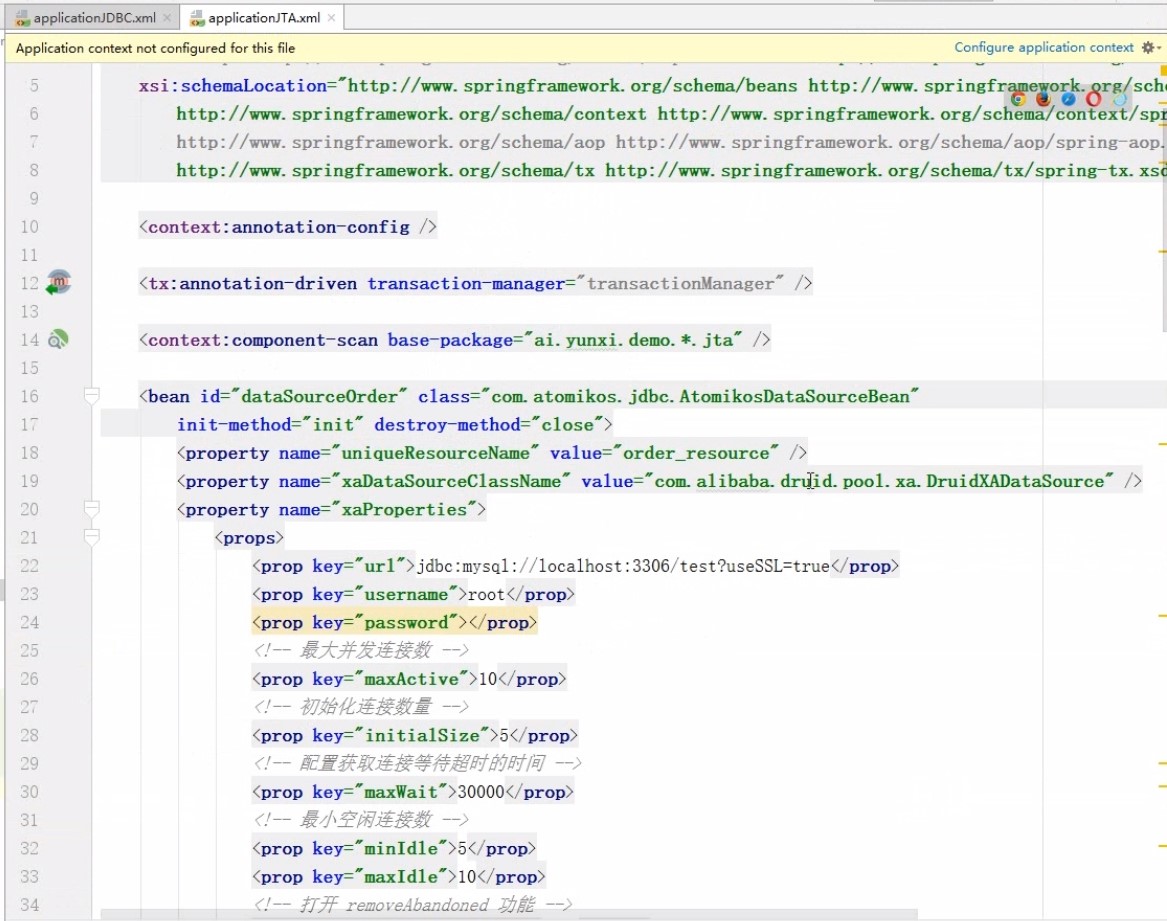 applicationJDBC.xml
applicationJTA.xml
Application context not configured for this file
Configure application context
5 xsi:schemaLocation="http://www.springframework.org/schema/beans http://www.springframework.org/sche
6 http://www.springframework.org/schema/context http://www.springframework.org/schema/context/spr
7 http://www.springframework.org/schema/aop http://www.springframework.org/schema/aop/spring-aop.
8 http://www.springframework.org/schema/tx http://www.springframework.org/schema/tx/spring-tx.xsd
9
10 <context:annotation-config />
11
12 <tx:annotation-driven transaction-manager="transactionManager" />
13
14 <context:component-scan base-package="ai.yunxi.demo.*.jta" />
15
16 <bean id="dataSourceOrder" class="com.atomikos.jdbc.AtomikosDataSourceBean"
17 init-method="init" destroy-method="close">
18 <property name="uniqueResourceName" value="order_resource" />
19 <property name="xaDataSourceClassName" value="com.alibaba.druid.pool.xa.DruidXADataSource" />
20 <property name="xaProperties">
21 <props>
22 <prop key="url">jdbc:mysql://localhost:3306/test?useSSL=true</prop>
23 <prop key="username">root</prop>
24 <prop key="password"></prop>
25 <!-- 最大并发连接数 -->
26 <prop key="maxActive">10</prop>
27 <!-- 初始化连接数量 -->
28 <prop key="initialSize">5</prop>
29 <!-- 配置获取连接等待超时的时间 -->
30 <prop key="maxWait">30000</prop>
31 <!-- 最小空闲连接数 -->
32 <prop key="minIdle">5</prop>
33 <prop key="maxIdle">10</prop>
34 <!-- 打开 removeAbandoned 功能 -->